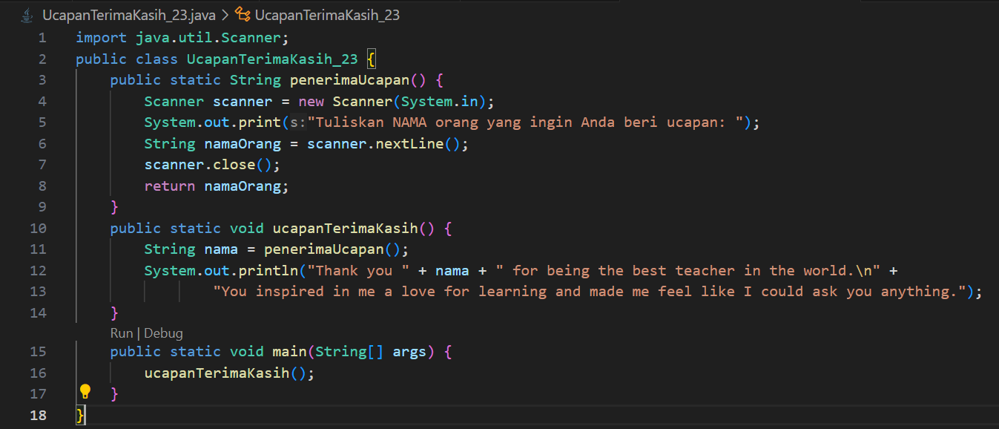 UcapanTerimaKasih_23.java > UcapanTerimaKasih_23
1 import java.util.Scanner;
2 public class UcapanTerimaKasih_23 {
3 public static String penerimaUcapan() {
4 Scanner scanner = new Scanner(System.in);
5 System.out.print(s:"Tuliskan NAMA orang yang ingin Anda beri ucapan: ");
6 String namaOrang = scanner.nextLine();
7 scanner.close();
8 return namaOrang;
9 }
10 public static void ucapanTerimaKasih() {
11 String nama = penerimaUcapan();
12 System.out.println("Thank you " + nama + " for being the best teacher in the world.\n" +
13 "You inspired in me a love for learning and made me feel like I could ask you anything.");
14 }
Run | Debug
15 public static void main(String[] args) {
16 ucapanTerimaKasih();
17 }
18 }